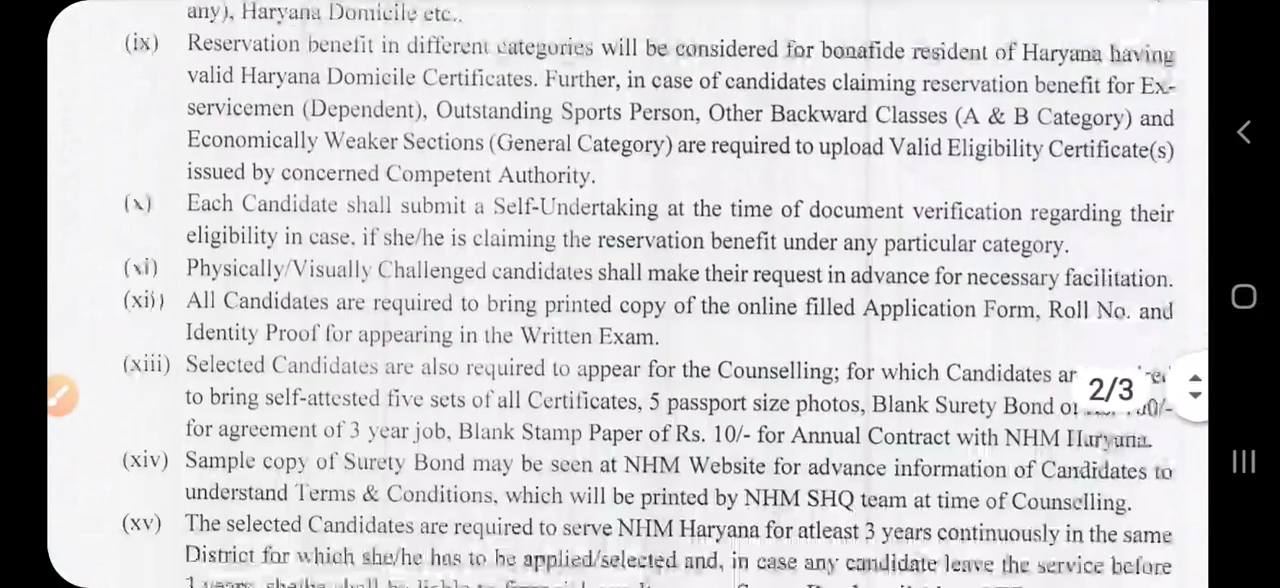 any), Haryana Domicile etc..
(ix) Reservation benefit in different categories will be considered for bonafide resident of Haryana having
valid Haryana Domicile Certificates. Further, in case of candidates claiming reservation benefit for Ex-
servicemen (Dependent), Outstanding Sports Person, Other Backward Classes (A & B Category) and
Economically Weaker Sections (General Category) are required to upload Valid Eligibility Certificate(s)
issued by concerned Competent Authority.
(x) Each Candidate shall submit a Self-Undertaking at the time of document verification regarding their
eligibility in case, if she/he is claiming the reservation benefit under any particular category.
(xi) Physically/Visually Challenged candidates shall make their request in advance for necessary facilitation.
(xii) All Candidates are required to bring printed copy of the online filled Application Form, Roll No. and
Identity Proof for appearing in the Written Exam.
(xiii) Selected Candidates are also required to appear for the Counselling; for which Candidates
2/3
to bring self-attested five sets of all Certificates, 5 passport size photos, Blank Surety Bond
for agreement of 3 year job, Blank Stamp Paper of Rs. 10/- for Annual Contract with NHM Haryana.
(xiv) Sample copy of Surety Bond may be seen at NHM Website for advance information of Candidates to
understand Terms & Conditions, which will be printed by NHM SHQ team at time of Counselling.
(xv) The selected Candidates are required to serve NHM Haryana for atleast 3 years continuously in the same
District for which she/he has to be applied/selected and, in case any candidate leave the service before